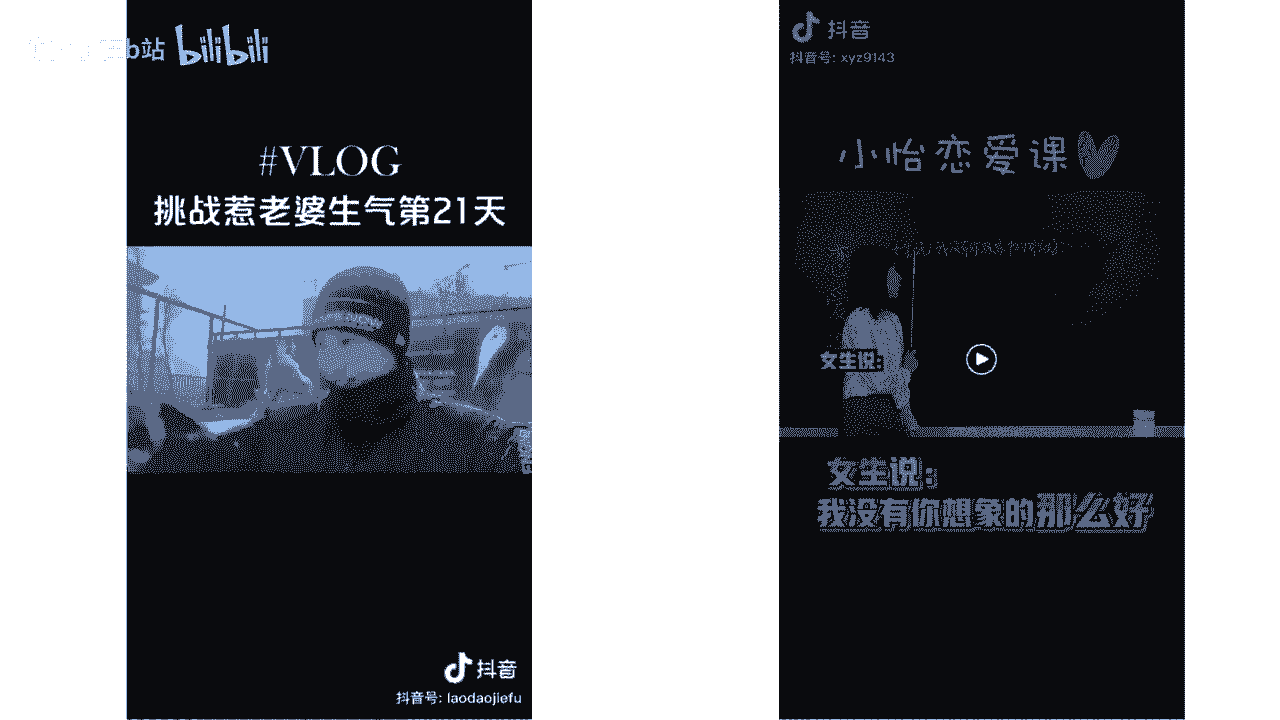 b站 bilibili
#VLOG
挑战惹老婆生气第21天
抖音
抖音号: laodaojiefu
抖音
抖音号: xyz9143
小怡恋爱课
女生说:
女生说:
我没有你想象的那么好